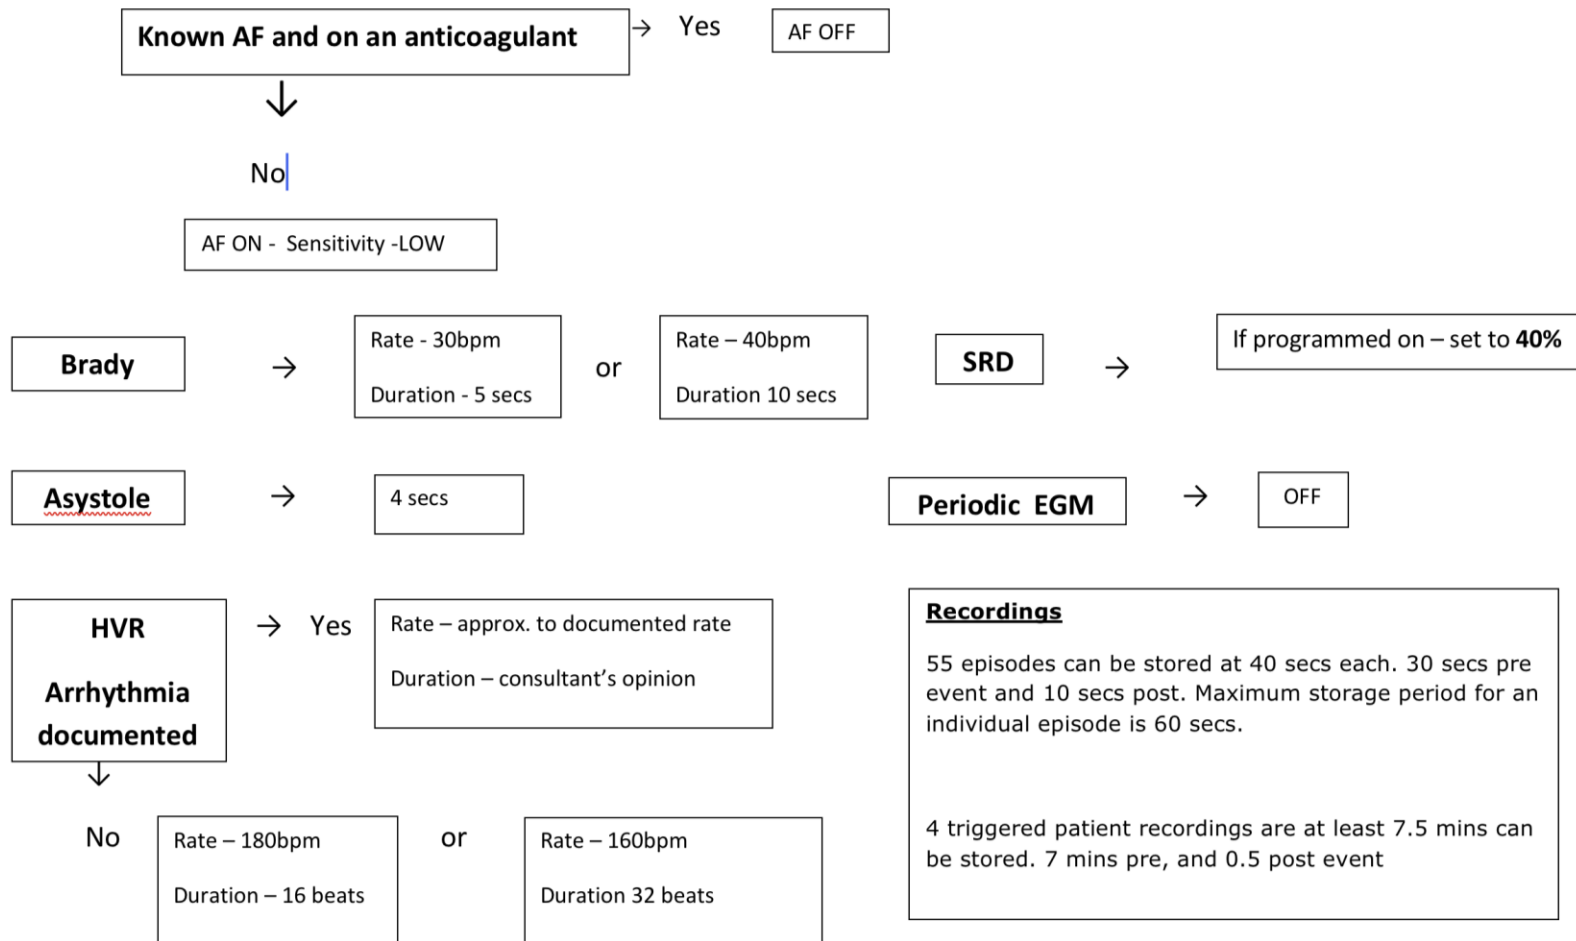 Known AF and on an anticoagulant
→ Yes
AF OFF
↓
No
AF ON - Sensitivity -LOW
Brady
→
Rate - 30bpm
Duration - 5 secs
or
Rate – 40bpm
Duration 10 secs
SRD
→
If programmed on – set to 40%
Asystole
→
4 secs
Periodic EGM
→
OFF
HVR
Arrhythmia
documented
→ Yes
Rate – approx. to documented rate
Duration – consultant's opinion
↓
No
Rate – 180bpm
Duration – 16 beats
or
Rate – 160bpm
Duration 32 beats
Recordings
55 episodes can be stored at 40 secs each. 30 secs pre
event and 10 secs post. Maximum storage period for an
individual episode is 60 secs.
4 triggered patient recordings are at least 7.5 mins can
be stored. 7 mins pre, and 0.5 post event